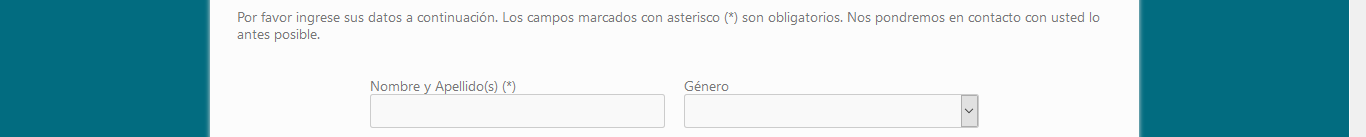 Por favor ingrese sus datos a continuación. Los campos marcados con asterisco (*) son obligatorios. Nos pondremos en contacto con usted lo
antes posible.
Nombre y Apellido(s) (*)
Género